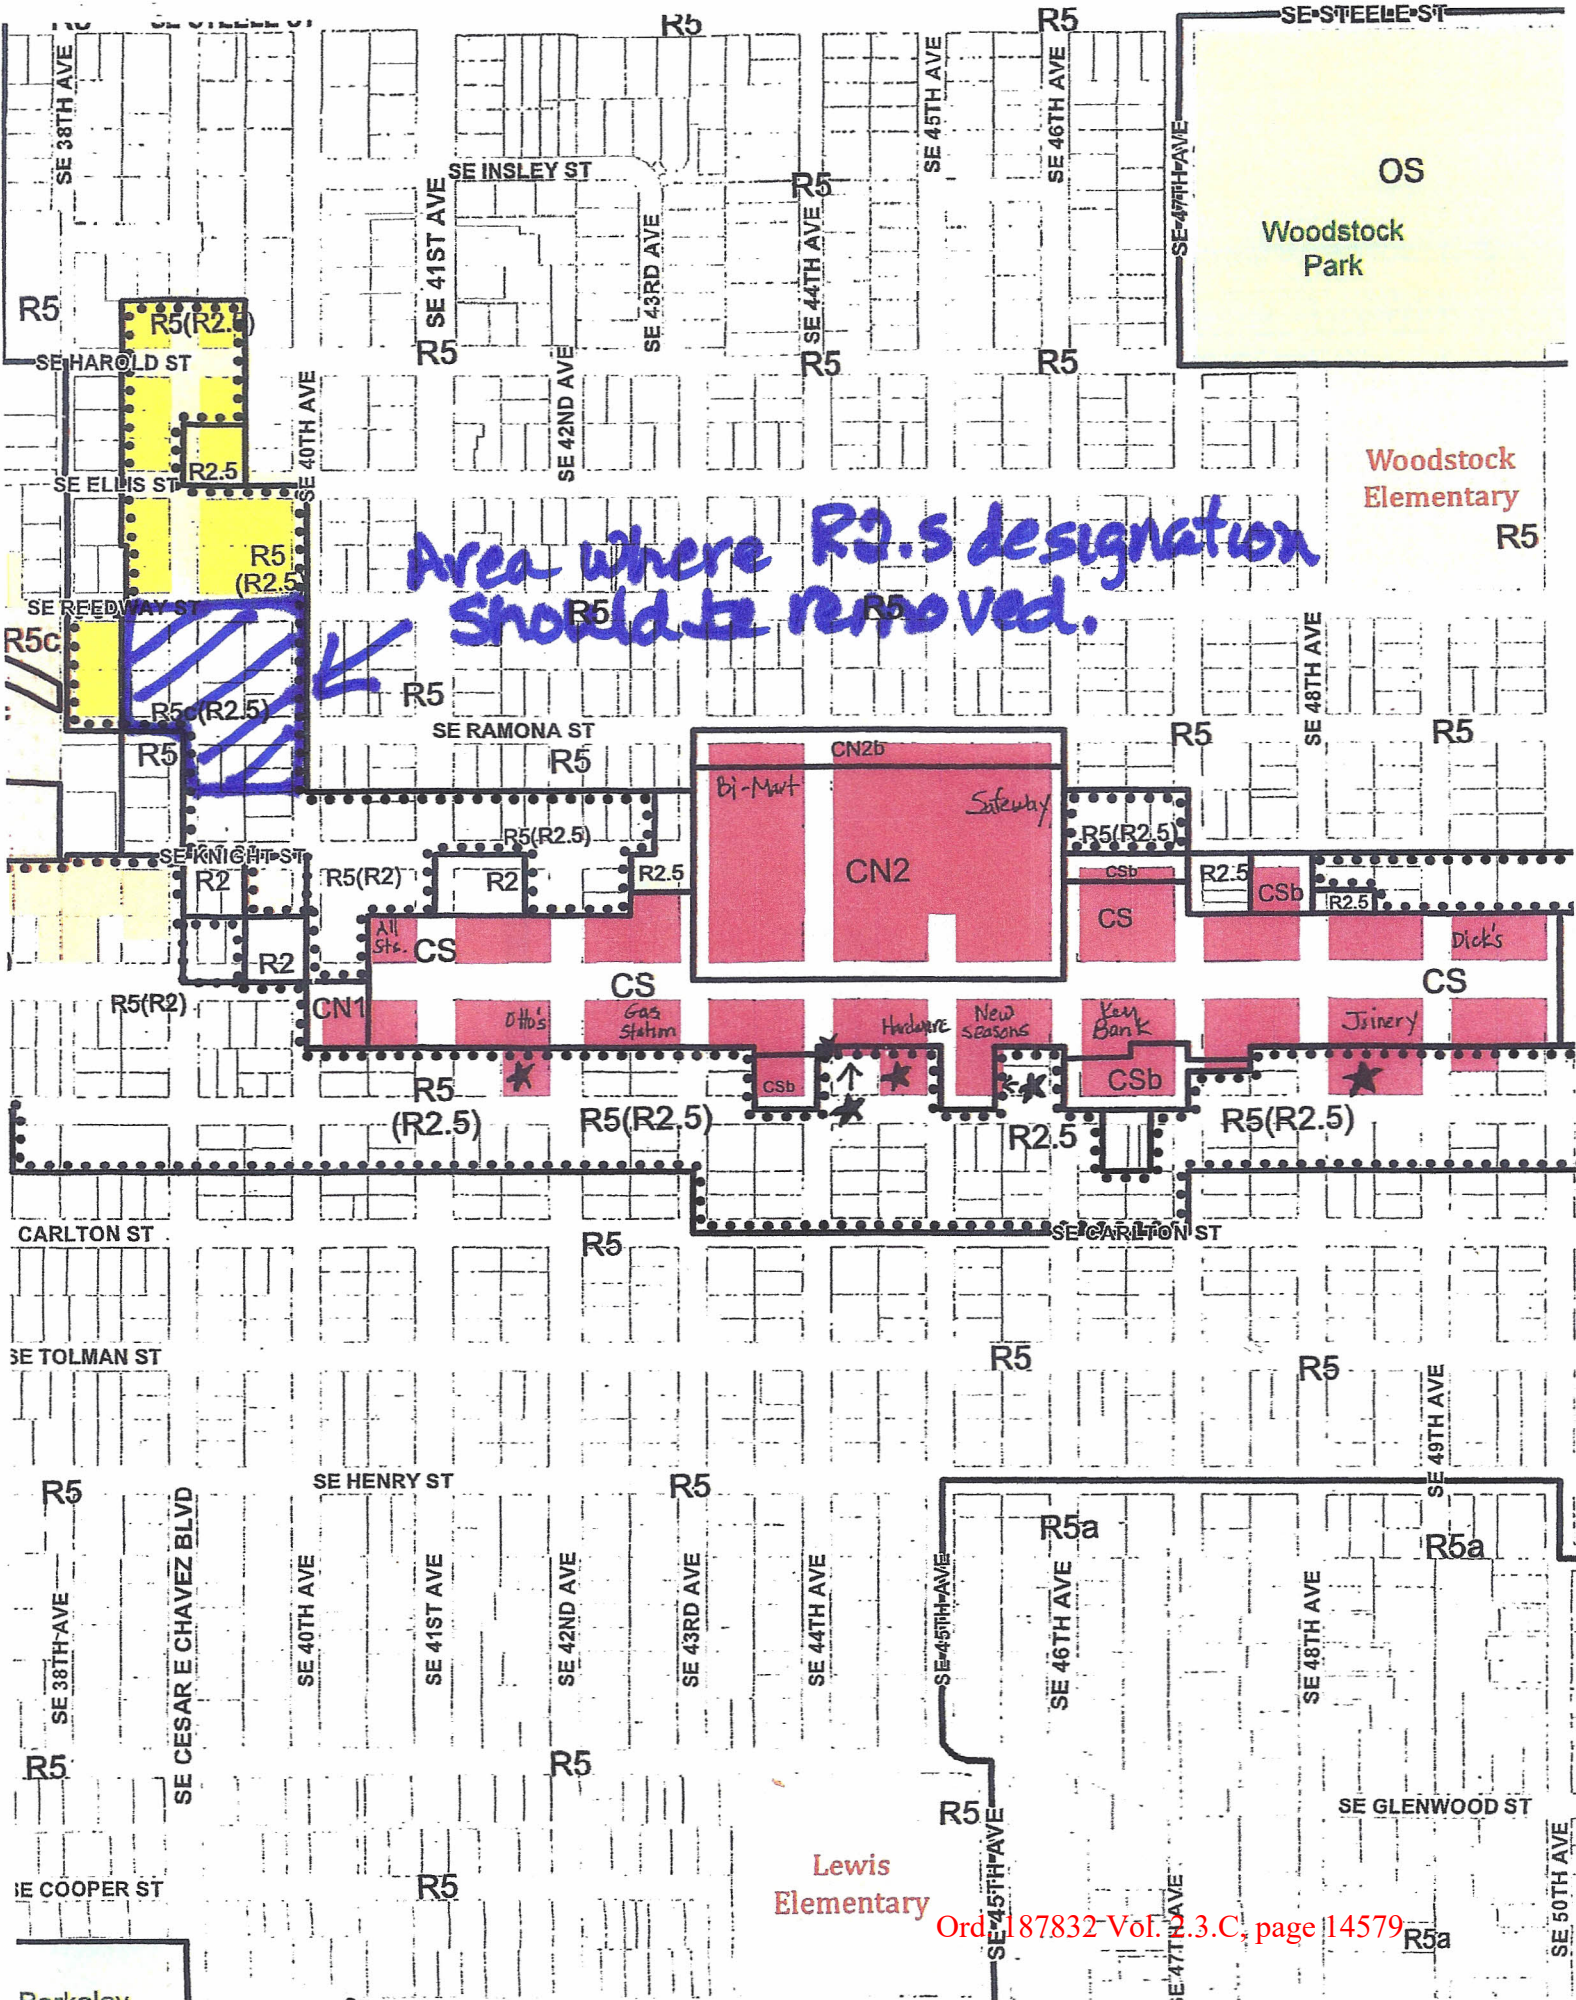 SE STEELE ST
R5
R5
SE STEELE ST
SE 38TH AVE
SE 45TH AVE
SE 46TH AVE
SE 47TH AVE
OS
Woodstock
Park
SE INSLEY ST
R5
SE 41ST AVE
SE 43RD AVE
SE 44TH AVE
R5
R5(R2.5)
SE HAROLD ST
R5
R5
R5
SE 40TH AVE
SE 42ND AVE
R2.5
SE ELLIS ST
Woodstock
Elementary
R5
R5
(R2.5
Area where R2.5 designation
should be removed.
SE REEDWAY ST
R5
R5
R5c
SE 48TH AVE
R5
R5c(R2.5)
SE RAMONA ST
R5
R5
R5
R5
CN2b
Bi-Mart
Safeway
R5(R2.5)
R5(R2.5)
SE KNIGHT ST
R2
R5(R2)
R2
R2.5
CN2
CSb
R2.5
CSb
R2.5
All
Sts.
CS
CS
Dick's
R2
CS
CS
R5(R2)
CN1
Otto's
Gas
Station
Hardware
New
Seasons
Key
Bank
Joinery
R5
(R2.5)
CSb
CSb
R5(R2.5)
R2.5
R5(R2.5)
CARLTON ST
R5
SE CARLTON ST
SE TOLMAN ST
R5
R5
SE 49TH AVE
SE HENRY ST
R5
R5
R5a
R5a
SE 38TH AVE
SE CESAR E CHAVEZ BLVD
SE 40TH AVE
SE 41ST AVE
SE 42ND AVE
SE 43RD AVE
SE 44TH AVE
SE 45TH AVE
SE 46TH AVE
SE 48TH AVE
R5
R5
R5
SE GLENWOOD ST
SE 45TH AVE
SE 47TH AVE
SE 50TH AVE
Lewis
Elementary
SE COOPER ST
R5
Ord. 187832 Vol. 2.3.C, page 14579
R5a